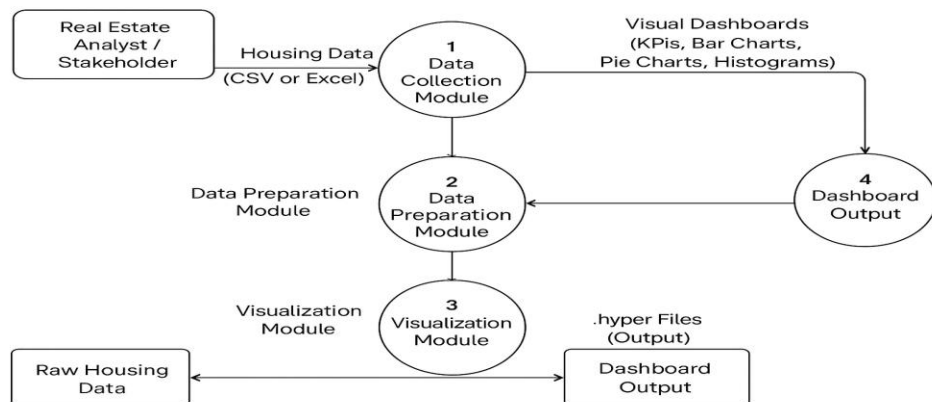 Real Estate
Analyst /
Stakeholder
Housing Data
(CSV or Excel)
1
Data
Collection
Module
Visual Dashboards
(KPis, Bar Charts,
Pie Charts, Histograms)
Data Preparation
Module
2
Data
Preparation
Module
4
Dashboard
Output
Visualization
Module
3
Visualization
Module
.hyper Files
(Output)
Raw Housing
Data
Dashboard
Output